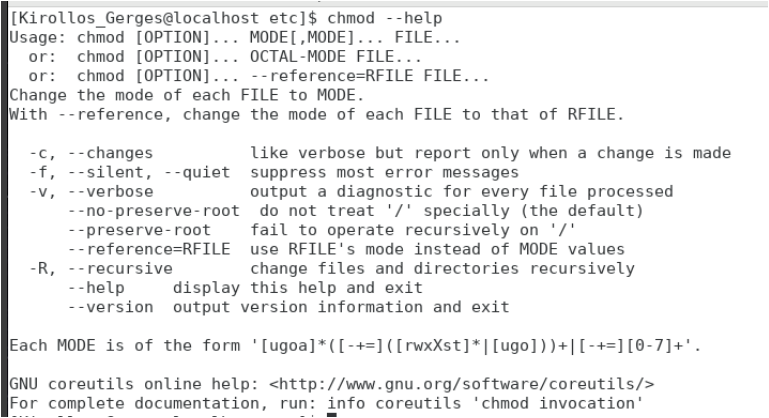 [Kirollos_Gerges@localhost etc]$ chmod --help
Usage: chmod [OPTION]... MODE[,MODE]... FILE...
  or:  chmod [OPTION]... OCTAL-MODE FILE...
  or:  chmod [OPTION]... --reference=RFILE FILE...
Change the mode of each FILE to MODE.
With --reference, change the mode of each FILE to that of RFILE.

  -c, --changes          like verbose but report only when a change is made
  -f, --silent, --quiet  suppress most error messages
  -v, --verbose          output a diagnostic for every file processed
      --no-preserve-root  do not treat '/' specially (the default)
      --preserve-root    fail to operate recursively on '/'
      --reference=RFILE  use RFILE's mode instead of MODE values
  -R, --recursive        change files and directories recursively
      --help     display this help and exit
      --version  output version information and exit

Each MODE is of the form '[ugoa]*([-+=]([rwxXst]*|[ugo]))+|[-+=][0-7]+'.

GNU coreutils online help: <http://www.gnu.org/software/coreutils/>
For complete documentation, run: info coreutils 'chmod invocation'